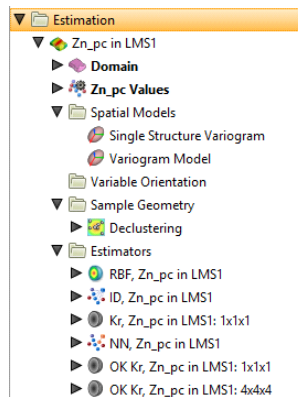 Estimation
Zn_pc in LMS1
Domain
Zn_pc Values
Spatial Models
Single Structure Variogram
Variogram Model
Variable Orientation
Sample Geometry
Declustering
Estimators
RBF, Zn_pc in LMS1
ID, Zn_pc in LMS1
Kr, Zn_pc in LMS1: 1x1x1
NN, Zn_pc in LMS1
OK Kr, Zn_pc in LMS1: 1x1x1
OK Kr, Zn_pc in LMS1: 4x4x4